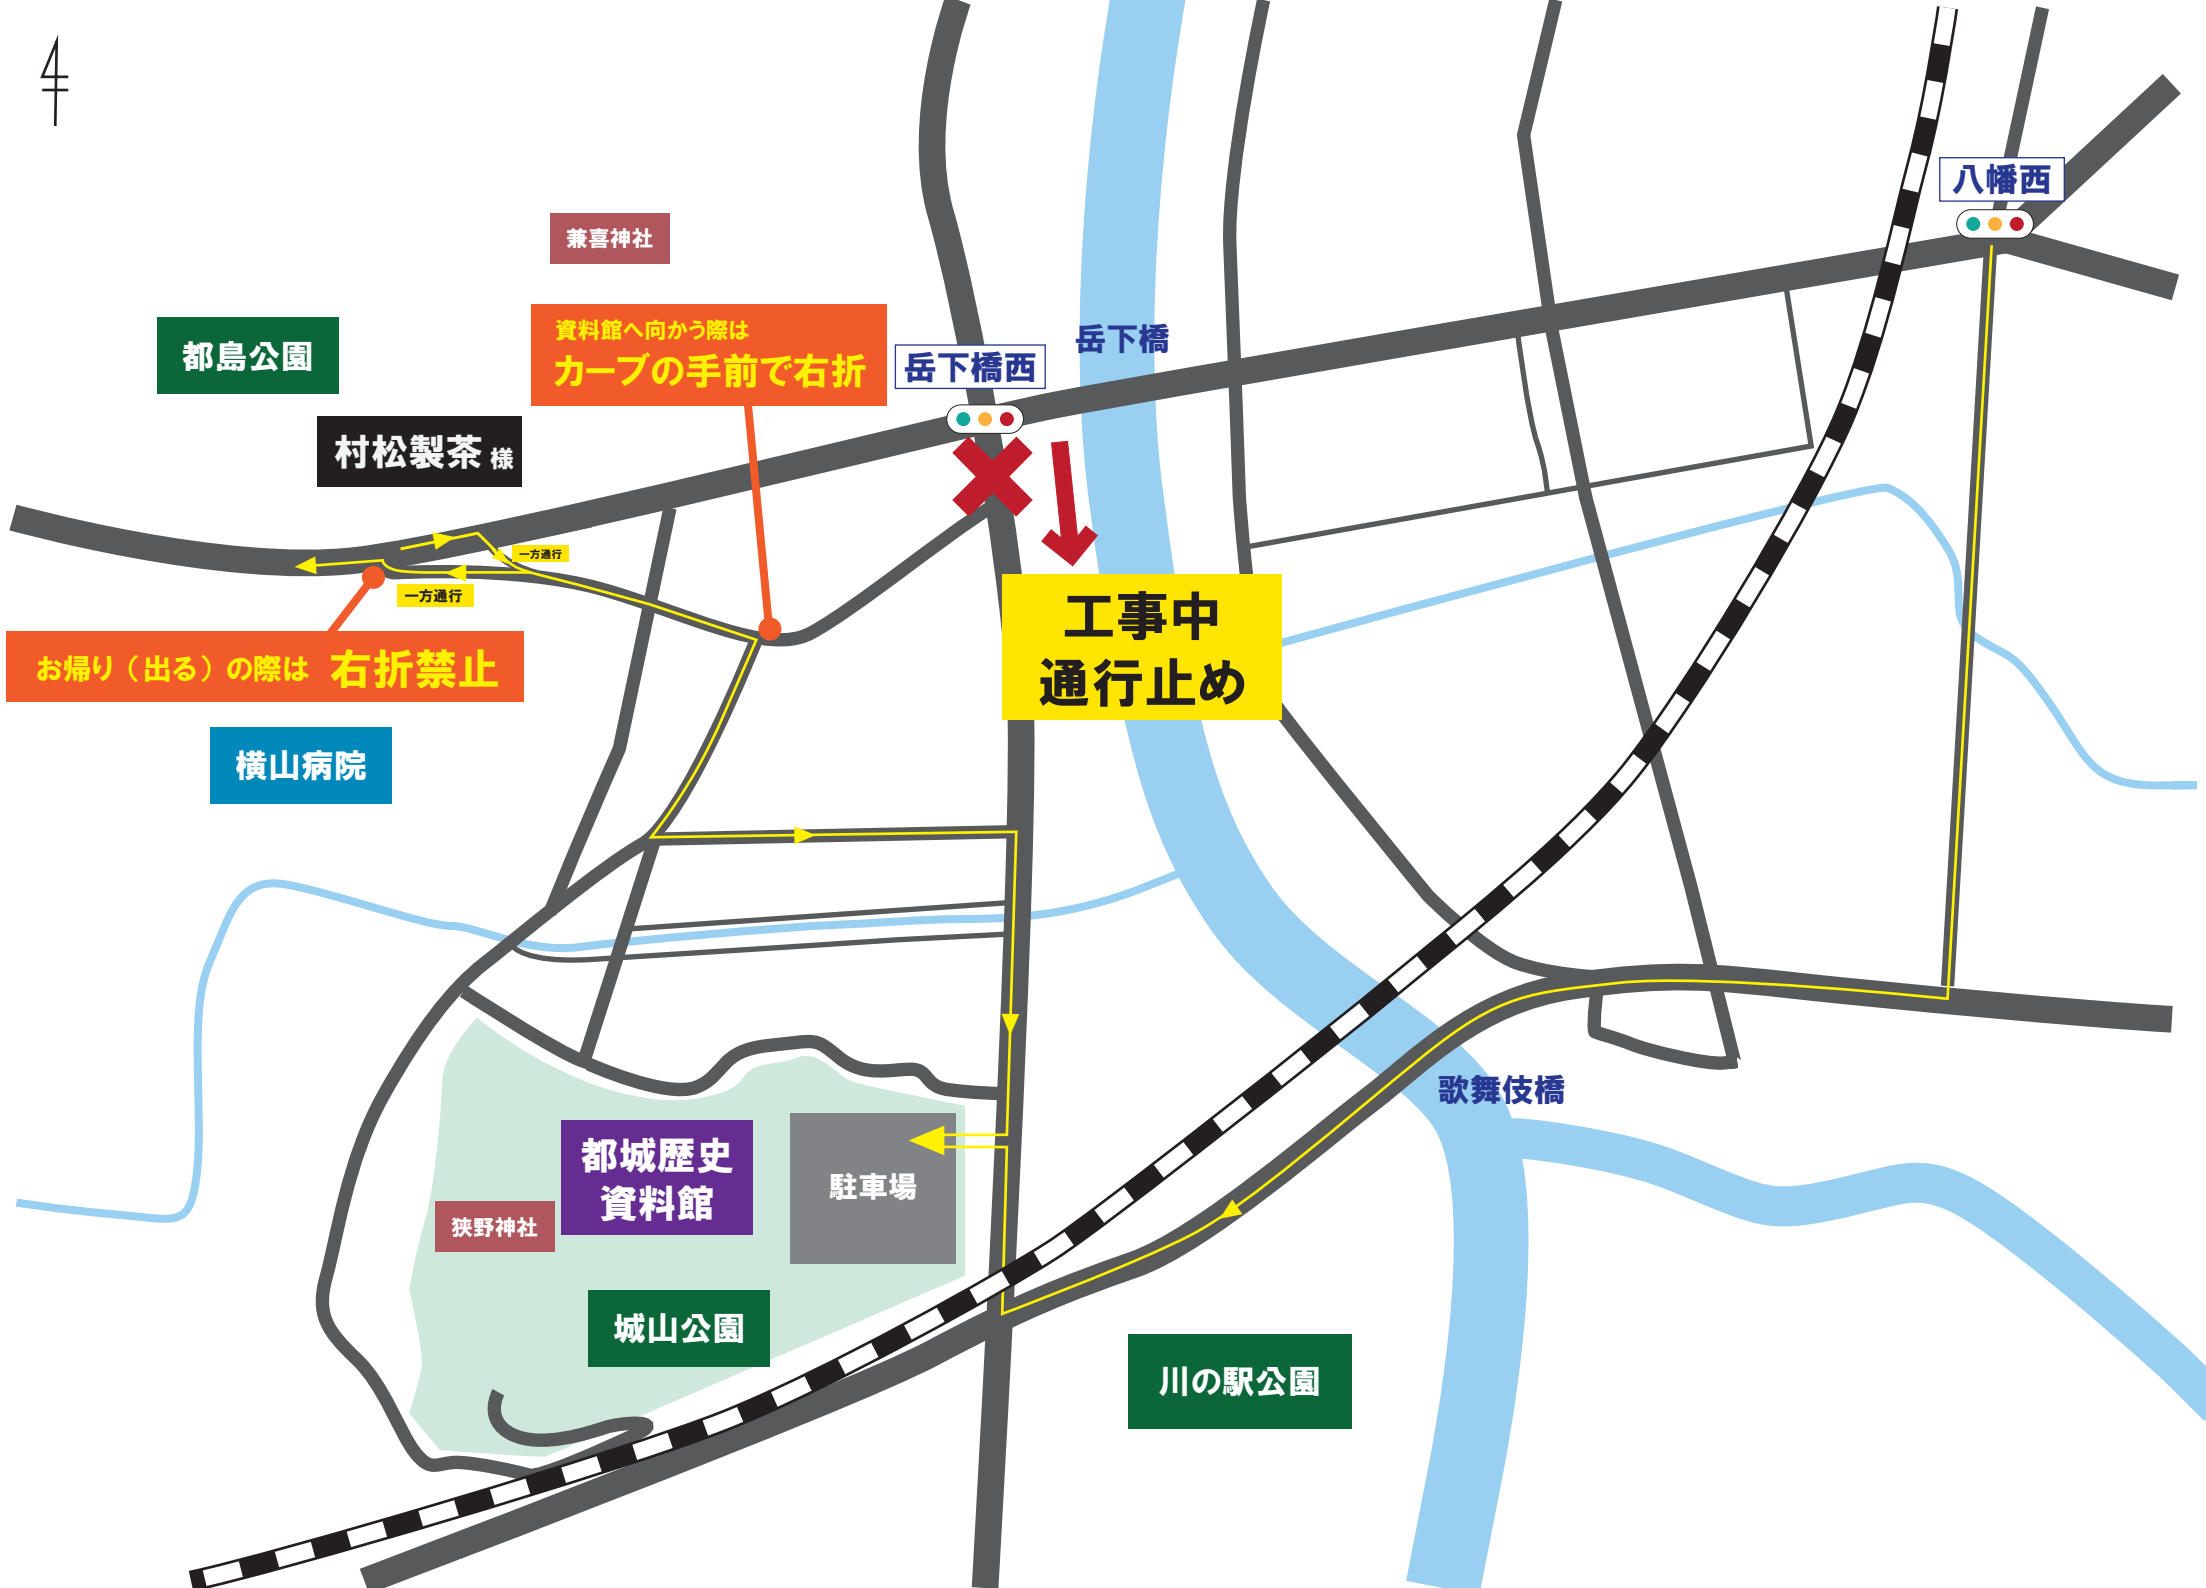 八幡西
兼喜神社
都島公園
資料館へ向かう際は
カーブの手前で右折
岳下橋
岳下橋西
村松製茶 様
一方通行
一方通行
工事中
通行止め
お帰り（出る）の際は 右折禁止
横山病院
歌舞伎橋
都城歴史
資料館
駐車場
狭野神社
城山公園
川の駅公園